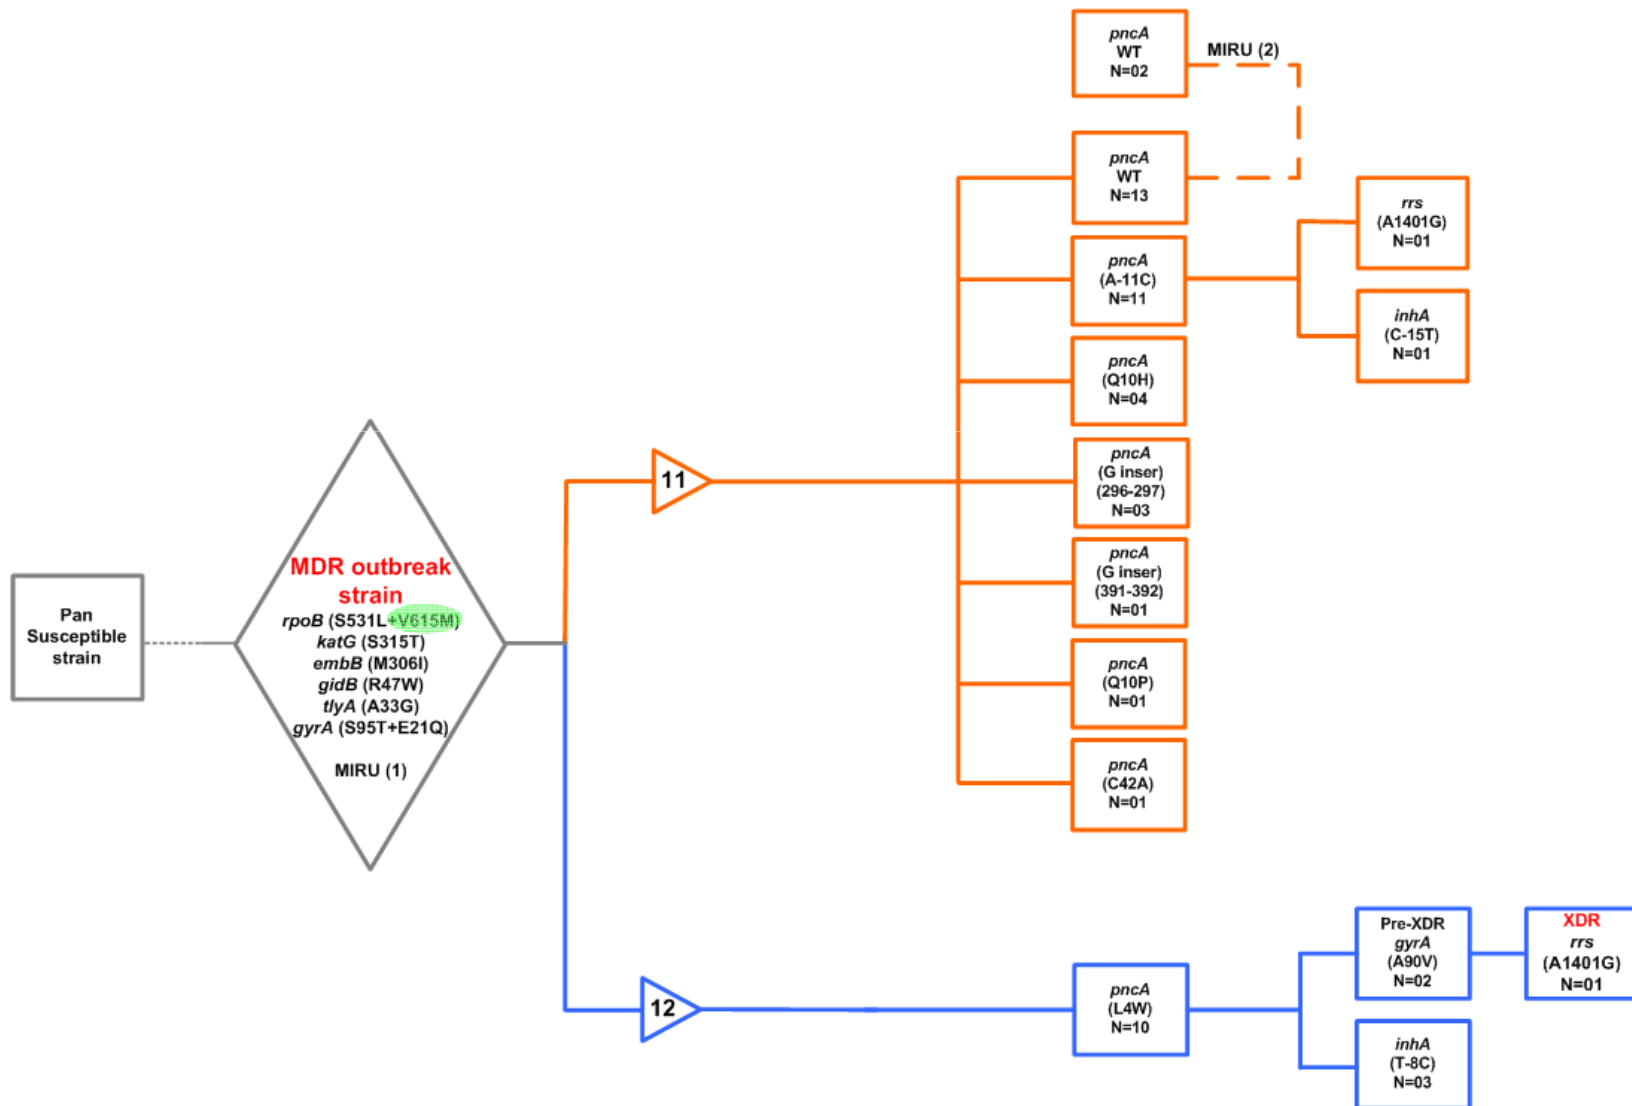 Pan
Susceptible
strain
MDR outbreak
strain
rpoB (S531L+V615M)
katG (S315T)
embB (M306I)
gidB (R47W)
tlyA (A33G)
gyrA (S95T+E21Q)
MIRU (1)
11
pncA
WT
N=02
MIRU (2)
pncA
WT
N=13
pncA
(A-11C)
N=11
rrs
(A1401G)
N=01
inhA
(C-15T)
N=01
pncA
(Q10H)
N=04
pncA
(G inser)
(296-297)
N=03
pncA
(G inser)
(391-392)
N=01
pncA
(Q10P)
N=01
pncA
(C42A)
N=01
12
pncA
(L4W)
N=10
Pre-XDR
gyrA
(A90V)
N=02
XDR
rrs
(A1401G)
N=01
inhA
(T-8C)
N=03